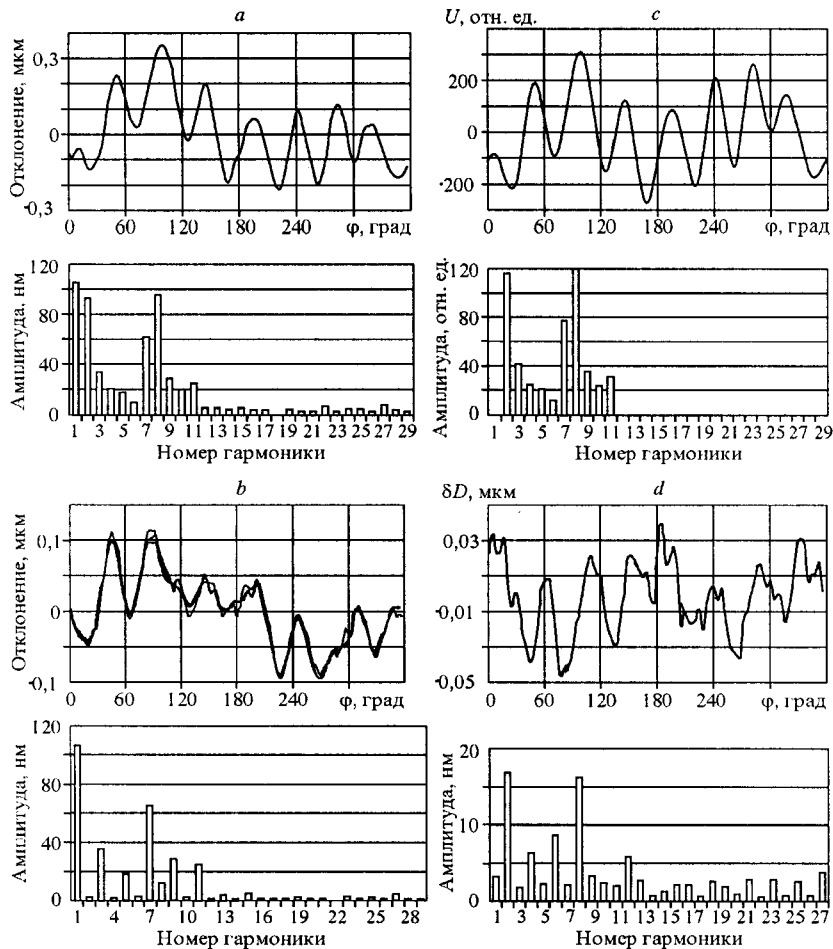 a
Отклонение, мкм
0,3
0
-0,3
0 60 120 180 240 φ, град
Амплитуда, нм
120
80
40
0
1 3 5 7 9 11 13 15 17 19 21 23 25 27 29
Номер гармоники
c
U, отн. ед.
200
0
-200
0 60 120 180 240 φ, град
Амплитуда, отн. ед.
120
80
40
0
1 3 5 7 9 11 13 15 17 19 21 23 25 27 29
Номер гармоники
b
Отклонение, мкм
0,1
0
-0,1
0 60 120 180 240 φ, град
Амплитуда, нм
120
80
40
0
1 4 7 10 13 16 19 22 25 28
Номер гармоники
d
δD, мкм
0,03
-0,01
-0,05
0 60 120 180 240 φ, град
Амплитуда, нм
20
10
0
1 3 5 7 9 11 13 15 17 19 21 23 25 27
Номер гармоники